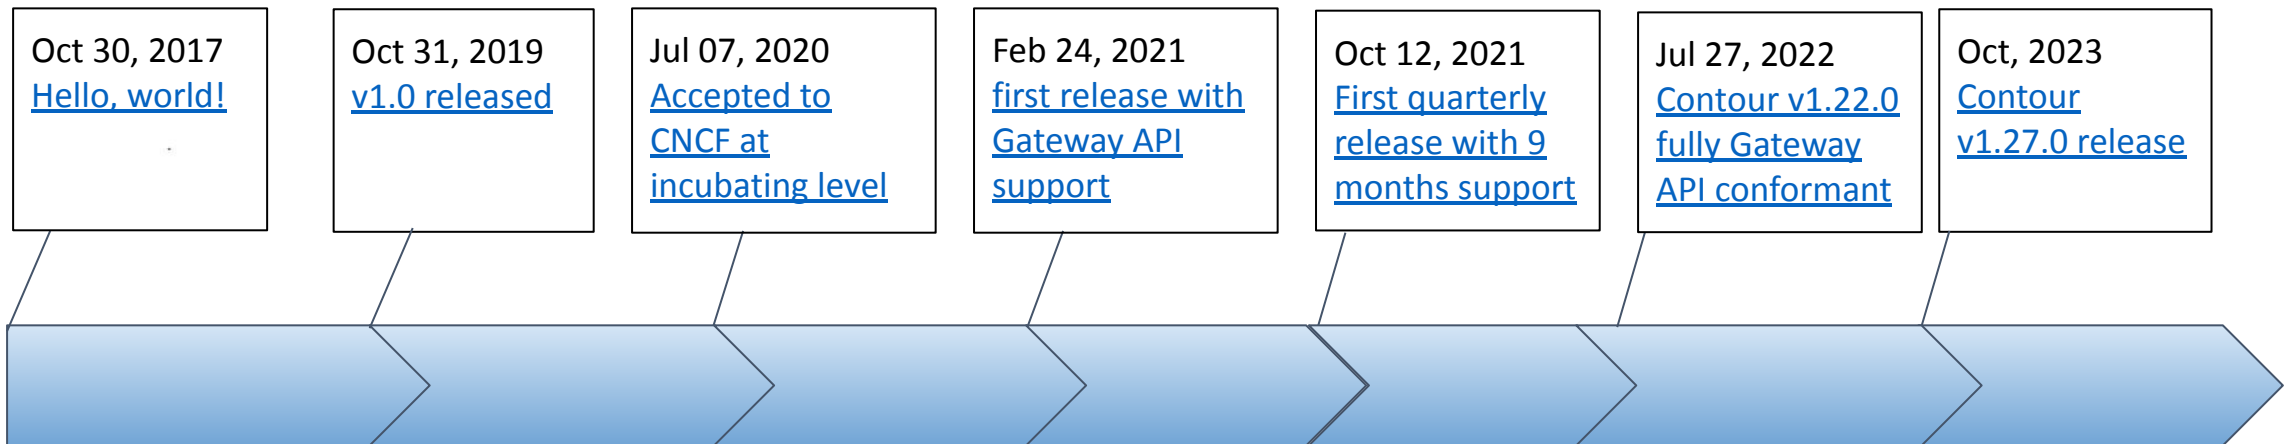 Oct 30, 2017
Hello, world!
Oct 31, 2019
v1.0 released
Jul 07, 2020
Accepted to
CNCF at
incubating level
Feb 24, 2021
first release with
Gateway API
support
Oct 12, 2021
First quarterly
release with 9
months support
Jul 27, 2022
Contour v1.22.0
fully Gateway
API conformant
Oct, 2023
Contour
v1.27.0 release